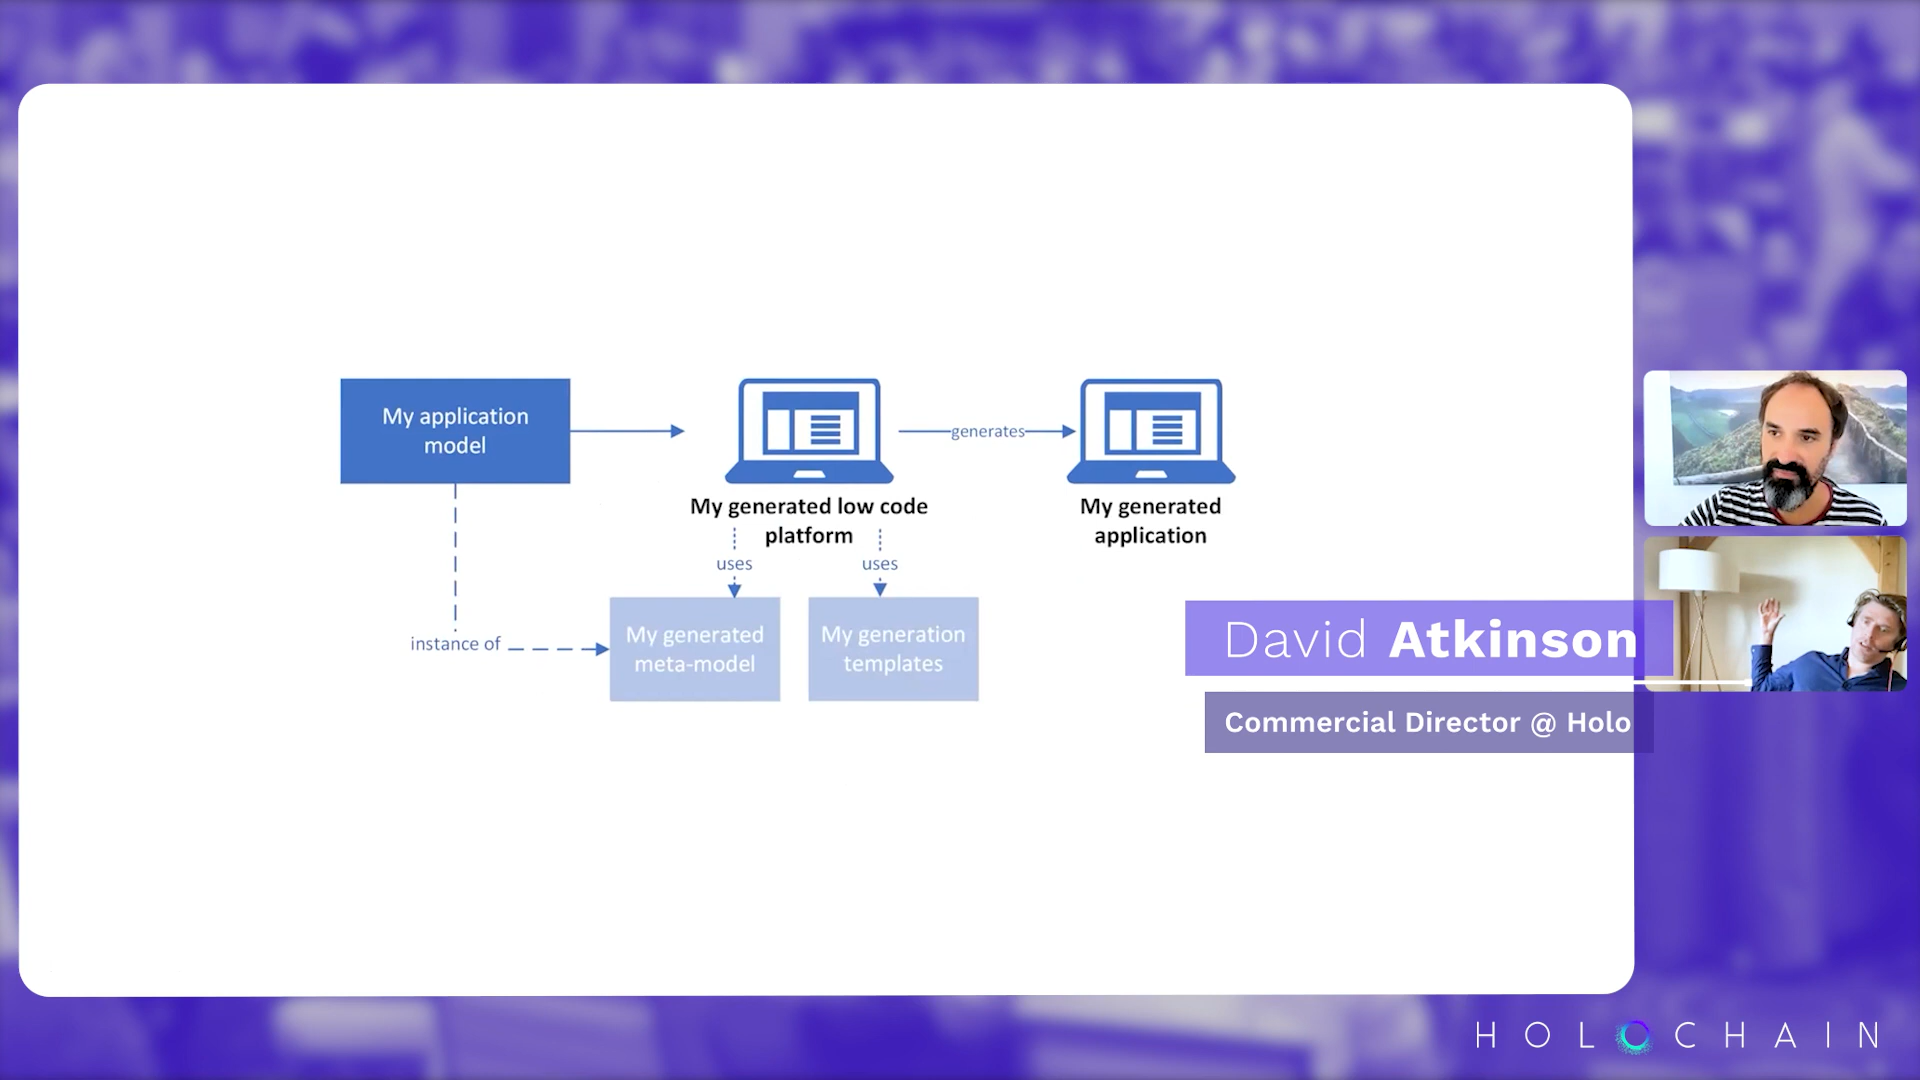 My application
model
generates
My generated low code
platform
My generated
application
uses
uses
instance of
My generated
meta-model
My generation
templates
David Atkinson
Commercial Director @ Holo
HOLOCHAIN